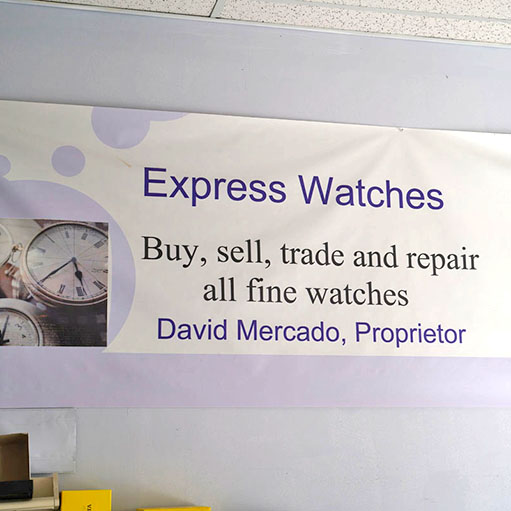 Express Watches
Buy, sell, trade and repair
all fine watches
David Mercado, Proprietor